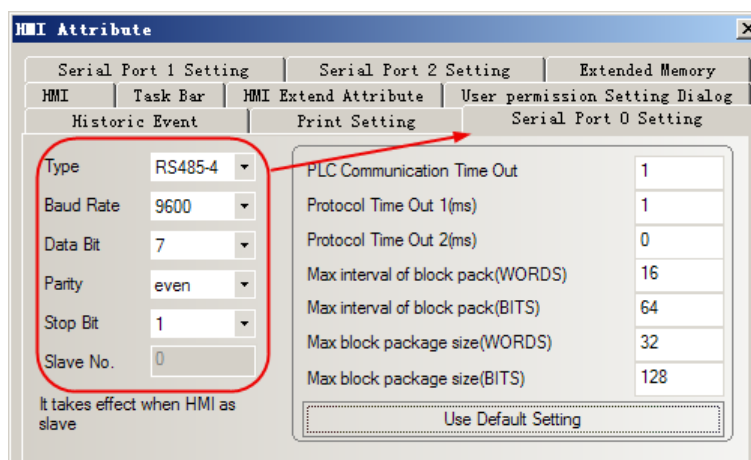 HMI Attribute
Serial Port 1 Setting Serial Port 2 Setting Extended Memory
HMI Task Bar HMI Extend Attribute User permission Setting Dialog
Historic Event Print Setting Serial Port 0 Setting
Type RS485-4
Baud Rate 9600
Data Bit 7
Parity even
Stop Bit 1
Slave No. 0
It takes effect when HMI as
slave
PLC Communication Time Out 1
Protocol Time Out 1(ms) 1
Protocol Time Out 2(ms) 0
Max interval of block pack(WORDS) 16
Max interval of block pack(BITS) 64
Max block package size(WORDS) 32
Max block package size(BITS) 128
Use Default Setting